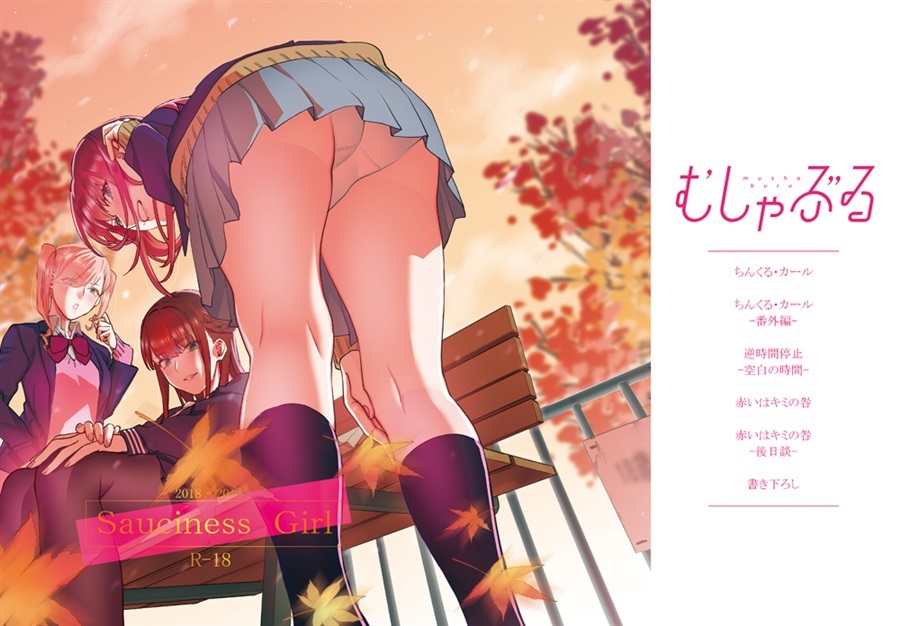 2018 - 20
Sauciness Girl
R-18
むしゃぶる
musha
buru
ちんくる・カール
ちんくる・カール
-番外編-
逆時間停止
-空白の時間-
赤いはキミの咎
赤いはキミの咎
-後日談-
書き下ろし